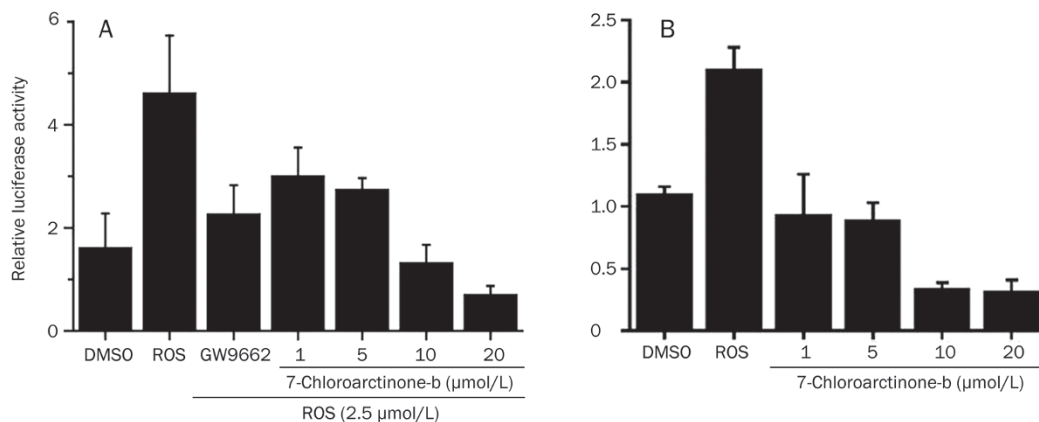 A
Relative luciferase activity
6
4
2
0
DMSO ROS GW9662 1 5 10 20
7-Chloroarctinone-b (μmol/L)
ROS (2.5 μmol/L)
B
2.5
2.0
1.5
1.0
0.5
0
DMSO ROS 1 5 10 20
7-Chloroarctinone-b (μmol/L)